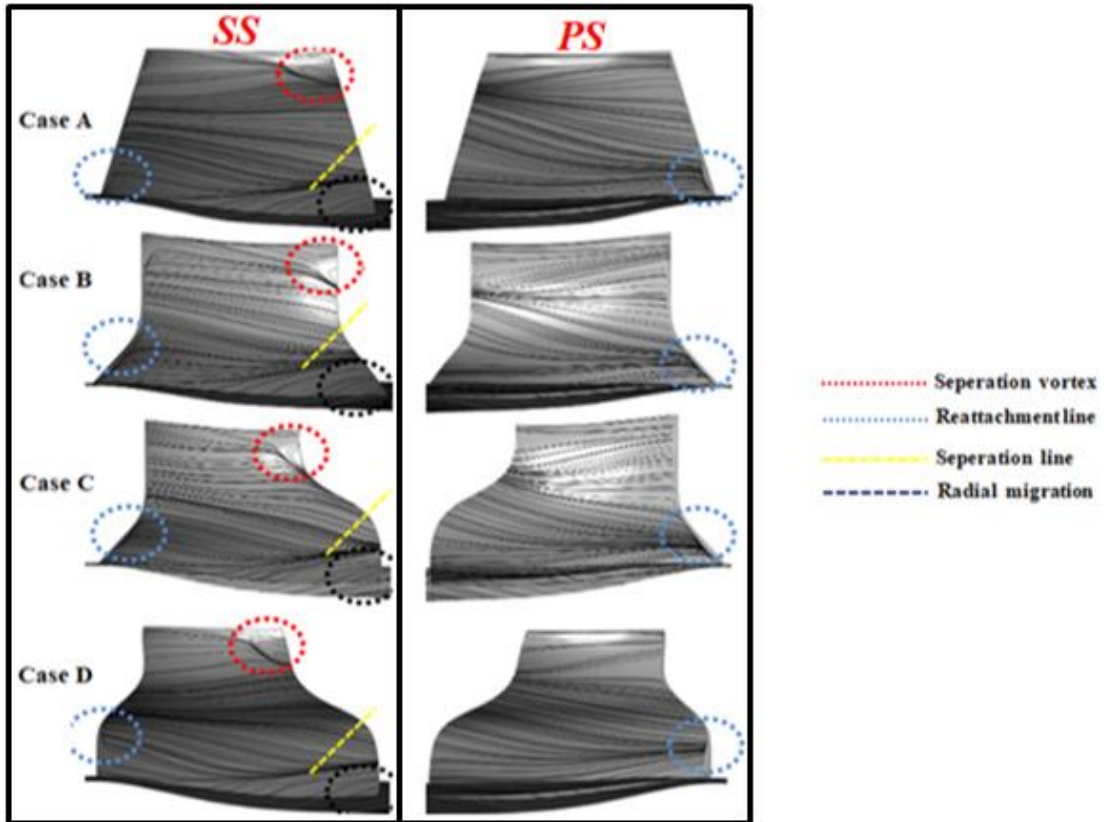 SS PS
Case A
Case B
Case C
Case D
Seperation vortex
Reattachment line
Seperation line
Radial migration